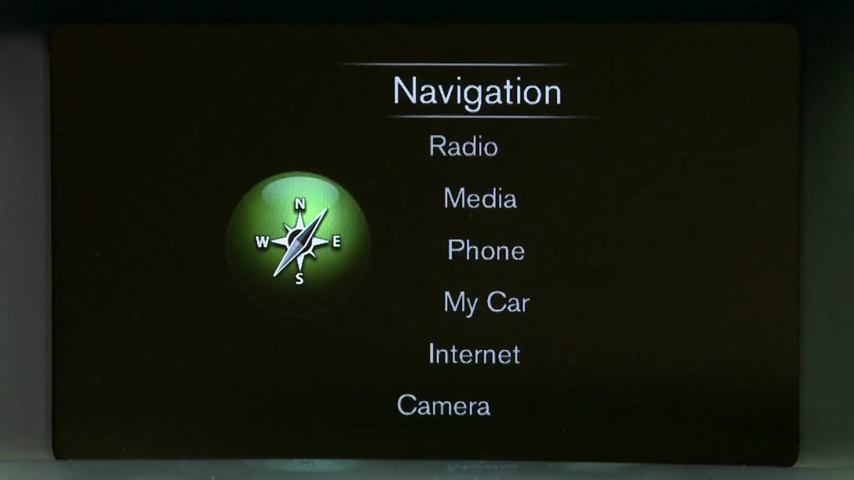 Navigation
Radio
Media
N
W E
Phone
S
My Car
Internet
Camera